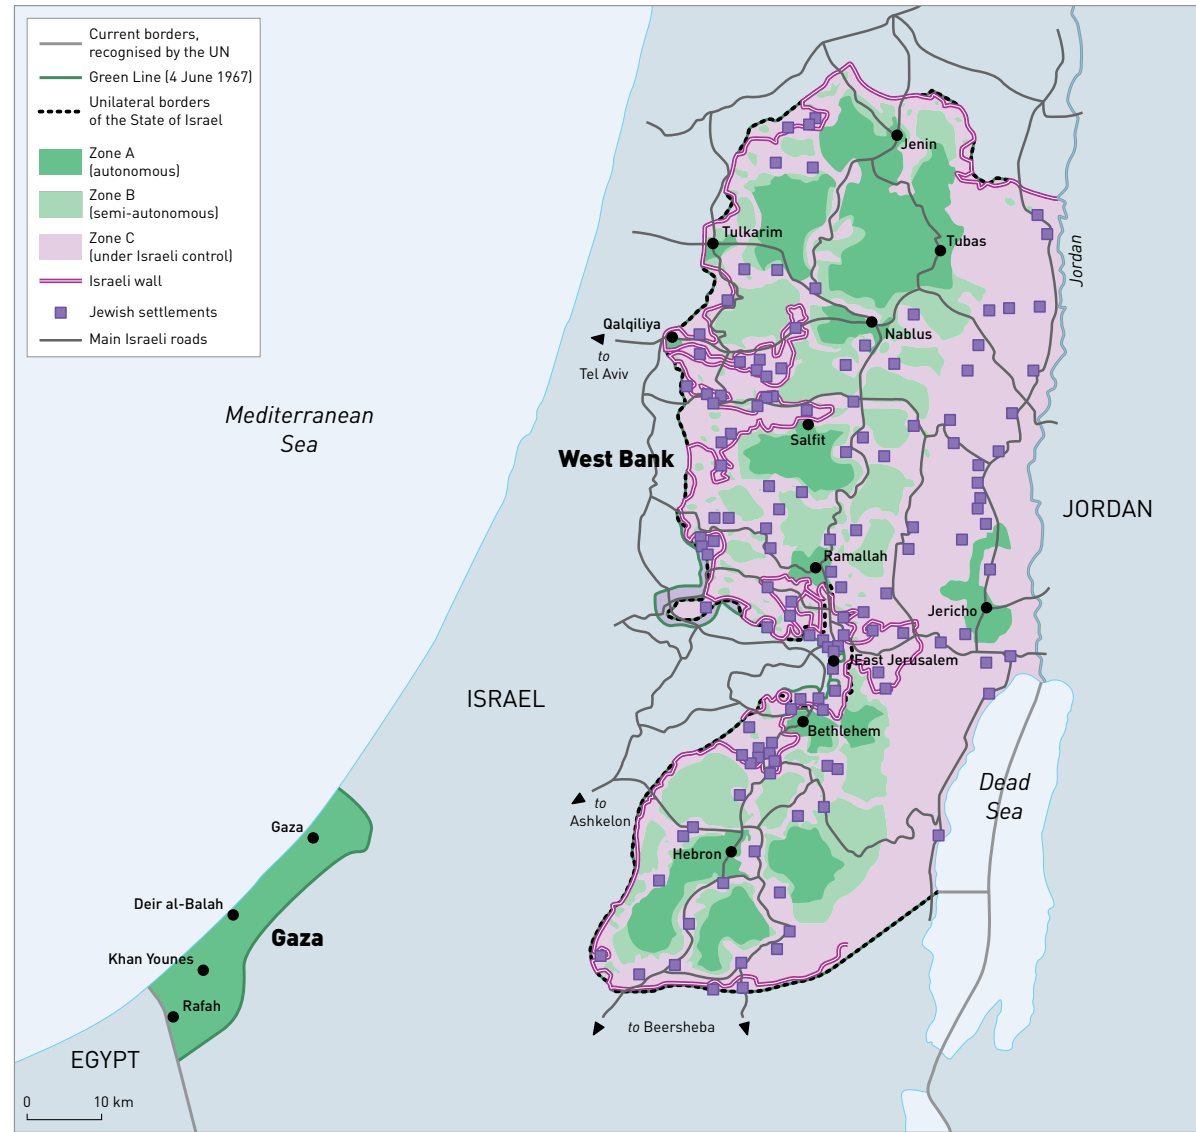 Current borders,
recognised by the UN
Green Line (4 June 1967)
Unilateral borders
of the State of Israel
Zone A
(autonomous)
Zone B
(semi-autonomous)
Zone C
(under Israeli control)
Israeli wall
Jewish settlements
Main Israeli roads
Jenin
Tulkarim
Tubas
Jordan
Qalqiliya
Nablus
to
Tel Aviv
Mediterranean
Sea
Salfit
West Bank
JORDAN
Ramallah
Jericho
East Jerusalem
ISRAEL
Bethlehem
Dead
Sea
to
Ashkelon
Gaza
Hebron
Deir al-Balah
Gaza
Khan Younes
Rafah
to Beersheba
EGYPT
0 10 km